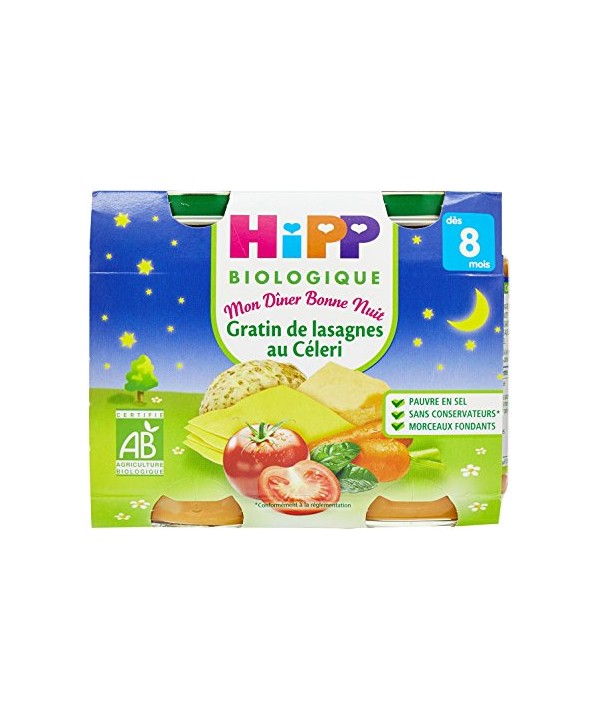 HiPP
dès
8
mois
BIOLOGIQUE
Mon Dîner Bonne Nuit
Gratin de lasagnes
au Céleri
PAUVRE EN SEL
SANS CONSERVATEURS*
MORCEAUX FONDANTS
CERTIFIÉ
AB
AGRICULTURE
BIOLOGIQUE
*Conformément à la réglementation